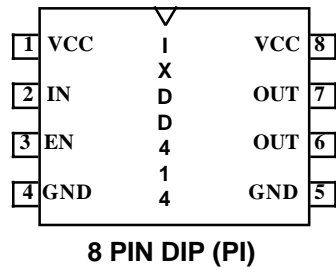 1 VCC I VCC 8
X
2 IN D OUT 7
D
3 EN 4 OUT 6
1
4 GND 4 GND 5
8 PIN DIP (PI)